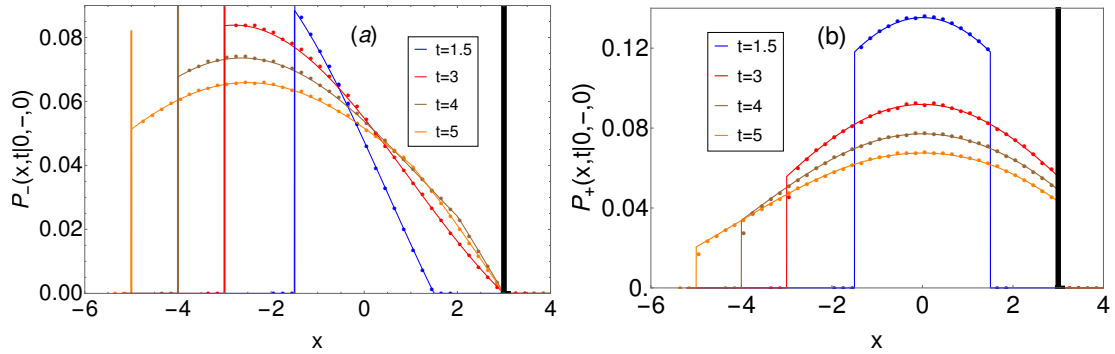 (a)
t=1.5
t=3
t=4
t=5
P₋(x,t|0,-,0)
0.08
0.06
0.04
0.02
0.00
-6 -4 -2 0 2 4
x
(b)
t=1.5
t=3
t=4
t=5
P₊(x,t|0,-,0)
0.12
0.08
0.04
0.
-6 -4 -2 0 2 4
x